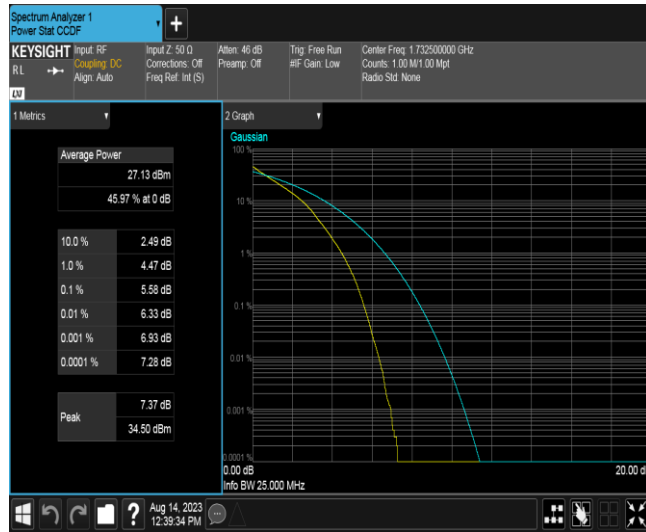 Spectrum Analyzer 1
Power Stat CCDF
+
KEYSIGHT
RL
LXI
Input: RF
Coupling: DC
Align: Auto
Input Z: 50 Ω
Corrections: Off
Freq Ref: Int (S)
Atten: 46 dB
Preamp: Off
Trig: Free Run
#IF Gain: Low
Center Freq: 1.732500000 GHz
Counts: 1.00 M/1.00 Mpt
Radio Std: None
1 Metrics
Average Power
27.13 dBm
45.97 % at 0 dB
10.0 % 2.49 dB
1.0 % 4.47 dB
0.1 % 5.58 dB
0.01 % 6.33 dB
0.001 % 6.93 dB
0.0001 % 7.28 dB
Peak
7.37 dB
34.50 dBm
2 Graph
Gaussian
100 %
10 %
1 %
0.1 %
0.01 %
0.001 %
0.0001 %
0.00 dB
20.00 d
Info BW 25.000 MHz
?
Aug 14, 2023
12:39:34 PM